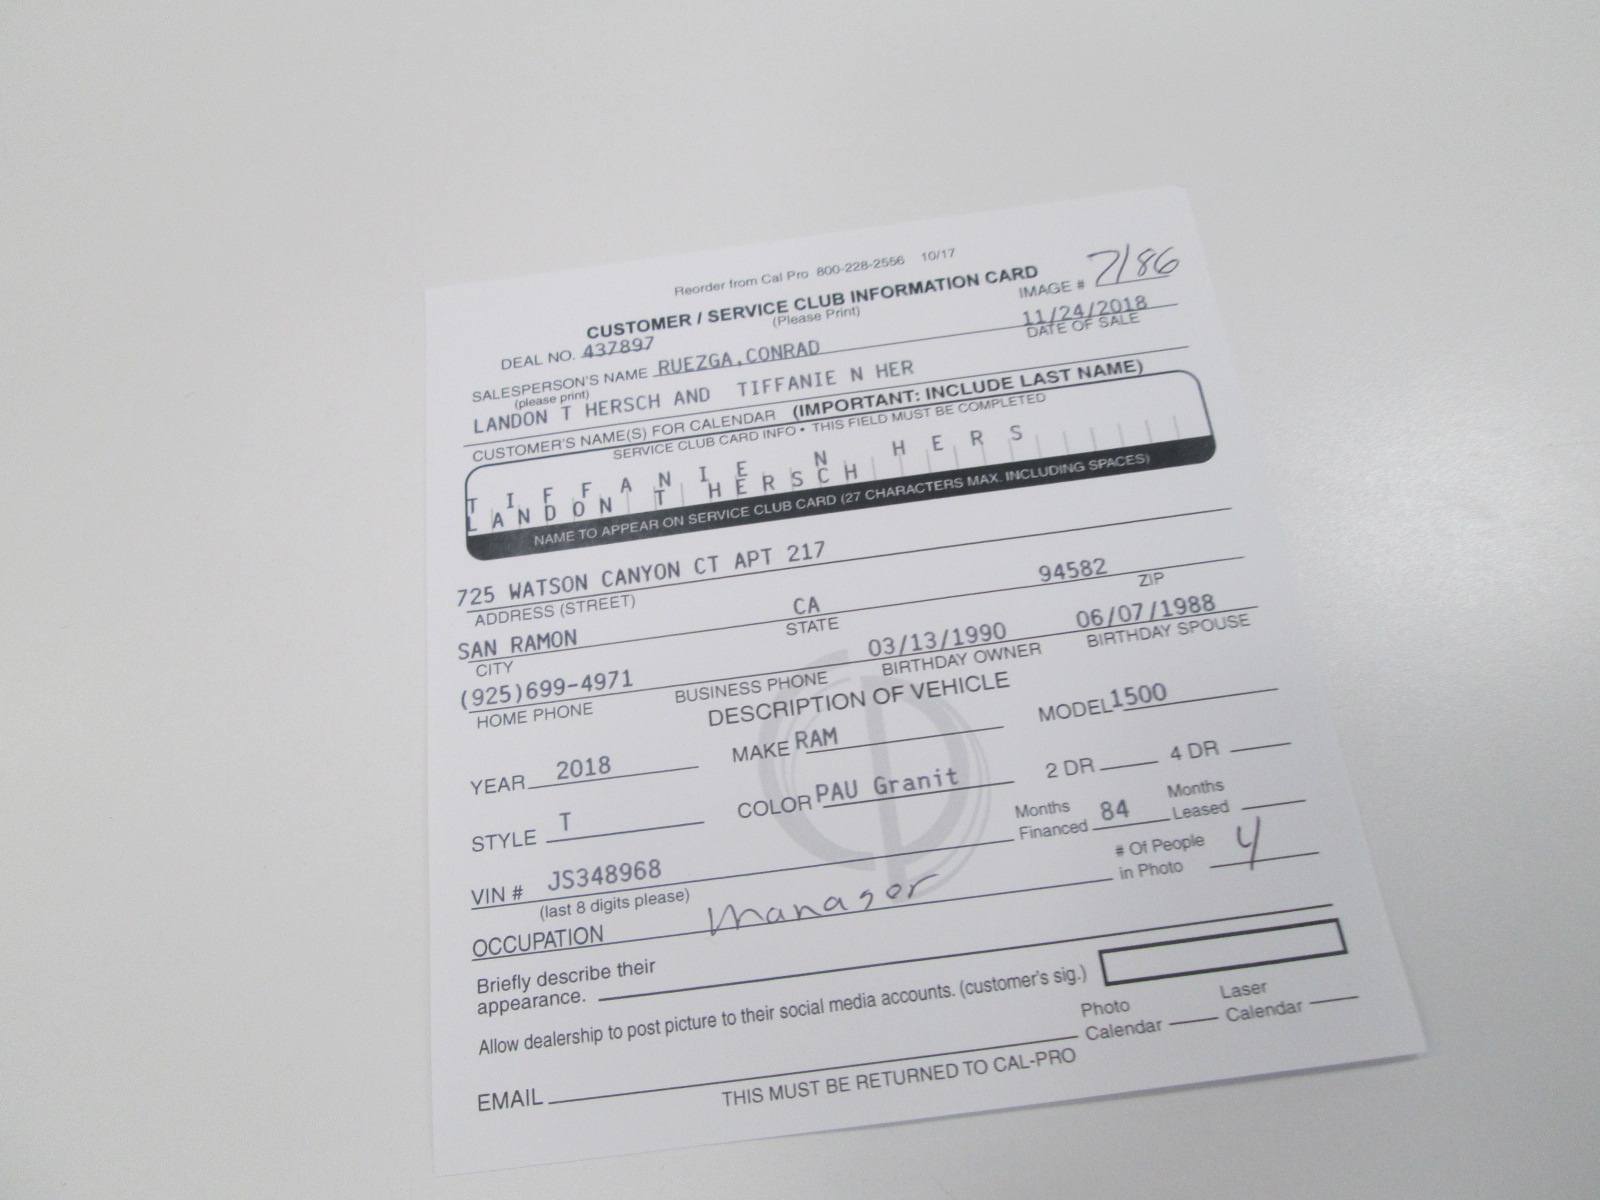 Reorder from Cal Pro 800-228-2556 10/17
CUSTOMER / SERVICE CLUB INFORMATION CARD
(Please Print)
IMAGE # 7186
DEAL NO. 437897
11/24/2018
DATE OF SALE
SALESPERSON'S NAME RUEZGA,CONRAD
(please print)
LANDON T HERSCH AND TIFFANIE N HER
CUSTOMER'S NAME(S) FOR CALENDAR (IMPORTANT: INCLUDE LAST NAME)
SERVICE CLUB CARD INFO • THIS FIELD MUST BE COMPLETED
TIFFANIE N HERS
LANDON T HERSCH
NAME TO APPEAR ON SERVICE CLUB CARD (27 CHARACTERS MAX. INCLUDING SPACES)
725 WATSON CANYON CT APT 217
ADDRESS (STREET)
SAN RAMON CA 94582
CITY STATE ZIP
(925)699-4971 03/13/1990 06/07/1988
HOME PHONE BUSINESS PHONE BIRTHDAY OWNER BIRTHDAY SPOUSE
DESCRIPTION OF VEHICLE
YEAR 2018 MAKE RAM MODEL 1500
STYLE T COLOR PAU Granit 2 DR 4 DR
VIN # JS348968 Months Financed 84 Months Leased
(last 8 digits please)
OCCUPATION Manager # Of People in Photo 4
Briefly describe their
appearance.
Allow dealership to post picture to their social media accounts. (customer's sig.)
EMAIL Photo Calendar Laser Calendar
THIS MUST BE RETURNED TO CAL-PRO